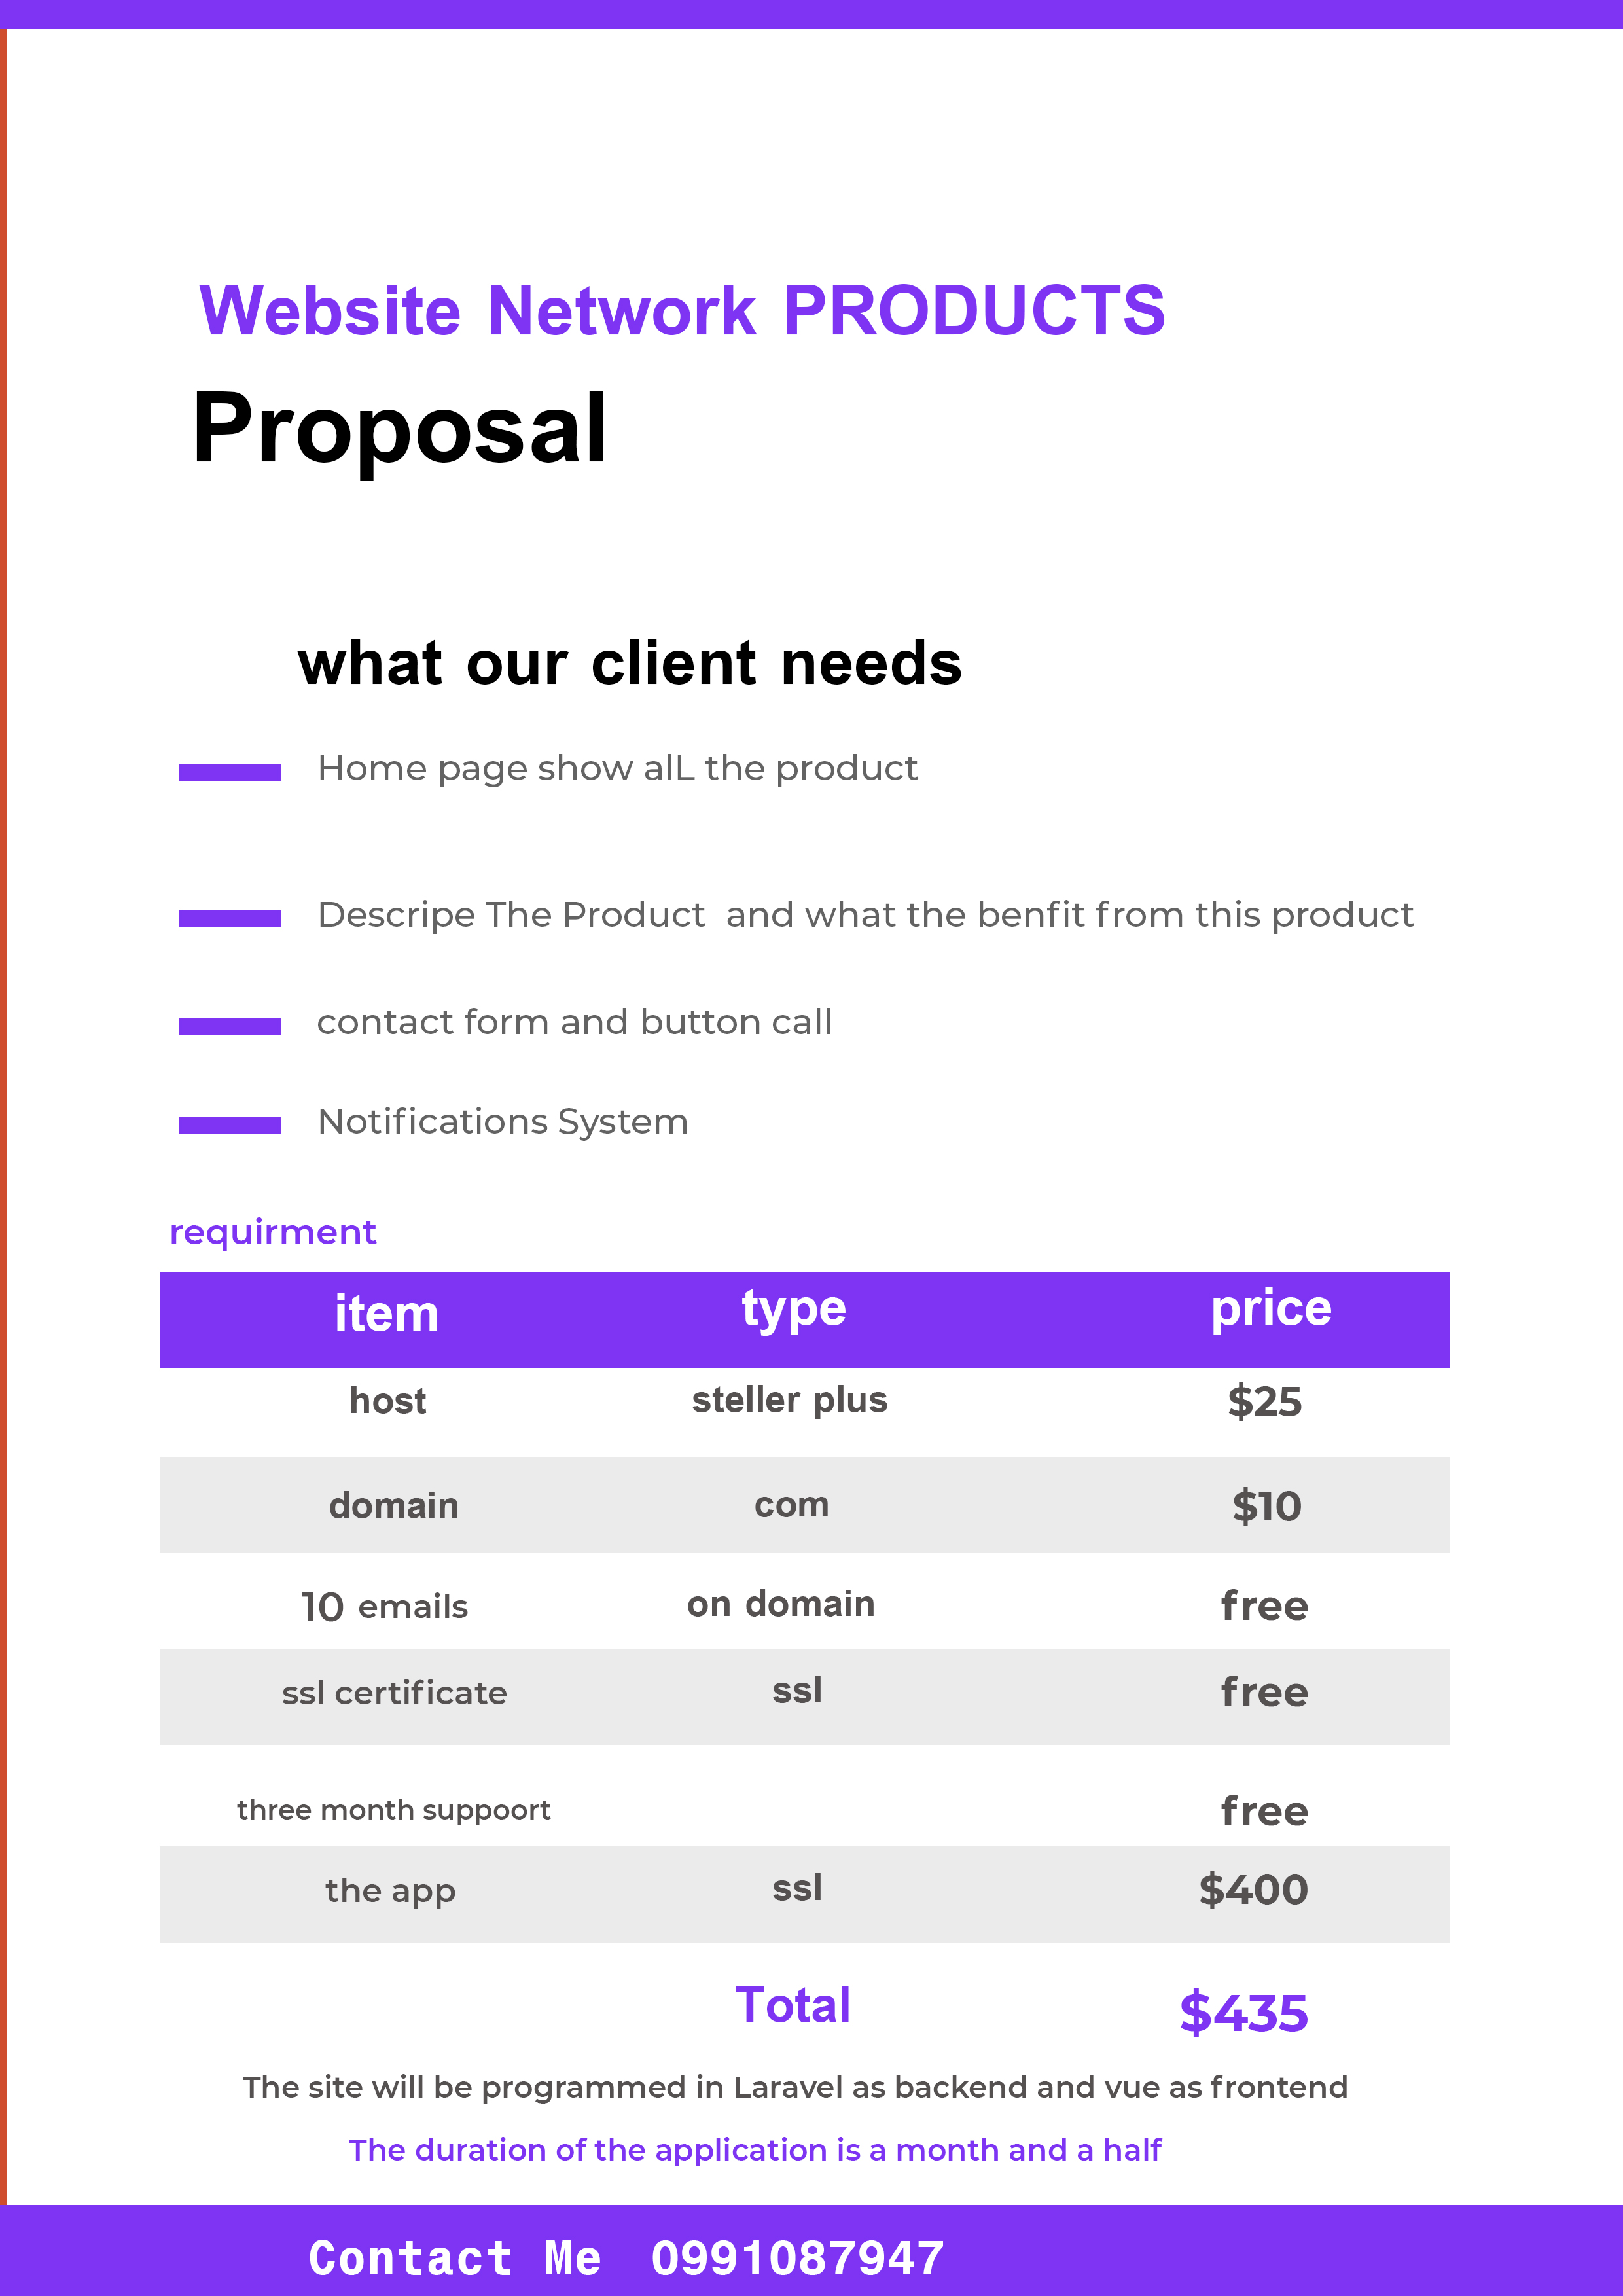 Website Network PRODUCTS
Proposal
what our client needs
Home page show alL the product
Descripe The Product and what the benfit from this product
contact form and button call
Notifications System
requirment
item type price
host steller plus $25
domain com $10
10 emails on domain free
ssl certificate ssl free
three month suppoort free
the app ssl $400
Total $435
The site will be programmed in Laravel as backend and vue as frontend
The duration of the application is a month and a half
Contact Me 0991087947